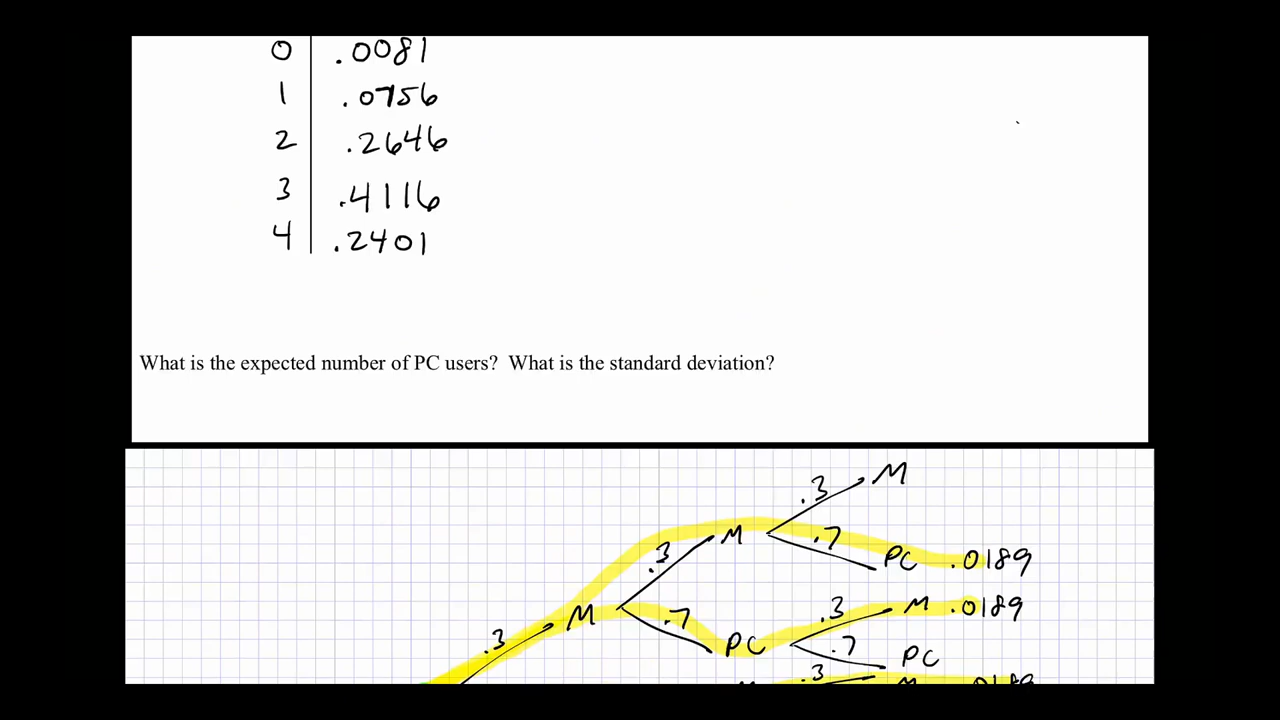 0 .0081
1 .0756
2 .2646
3 .4116
4 .2401
What is the expected number of PC users? What is the standard deviation?
.3 M
.3 M .7 PC .0189
.3 M .7 PC .3 M .0189
.7 PC
.3